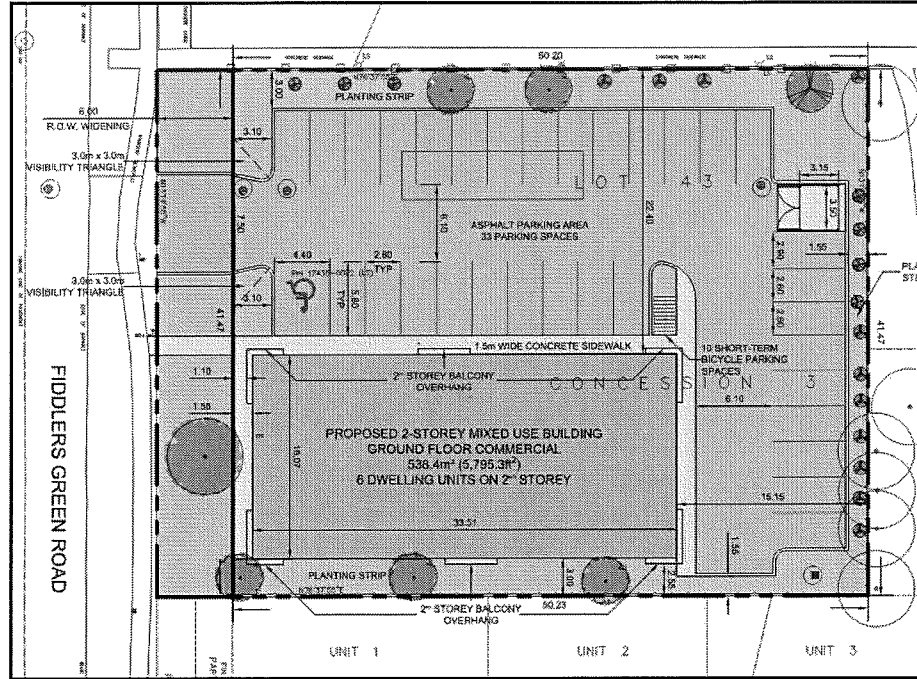 50.20
PLANTING STRIP
3.00
6.00
R.O.W. WIDENING
3.10
3.0m x 3.0m
VISIBILITY TRIANGLE
LOT 43
3.15
3.50
7.50
6.10
22.40
ASPHALT PARKING AREA
33 PARKING SPACES
1.55
4.40
2.80
TYP
5.80
TYP
2.60
2.60
3.0m x 3.0m
VISIBILITY TRIANGLE
3.10
41.47
41.47
1.5m WIDE CONCRETE SIDEWALK
10 SHORT-TERM
BICYCLE PARKING
SPACES
1.10
2ND STOREY BALCONY
OVERHANG
CONCESSION 3
6.10
1.55
FIDDLERS GREEN ROAD
PROPOSED 2-STOREY MIXED USE BUILDING
GROUND FLOOR COMMERCIAL
538.4m² (5,795.3ft²)
6 DWELLING UNITS ON 2ND STOREY
16.07
15.15
33.51
1.55
PLANTING STRIP
3.00
50.23
2ND STOREY BALCONY
OVERHANG
UNIT 1
UNIT 2
UNIT 3